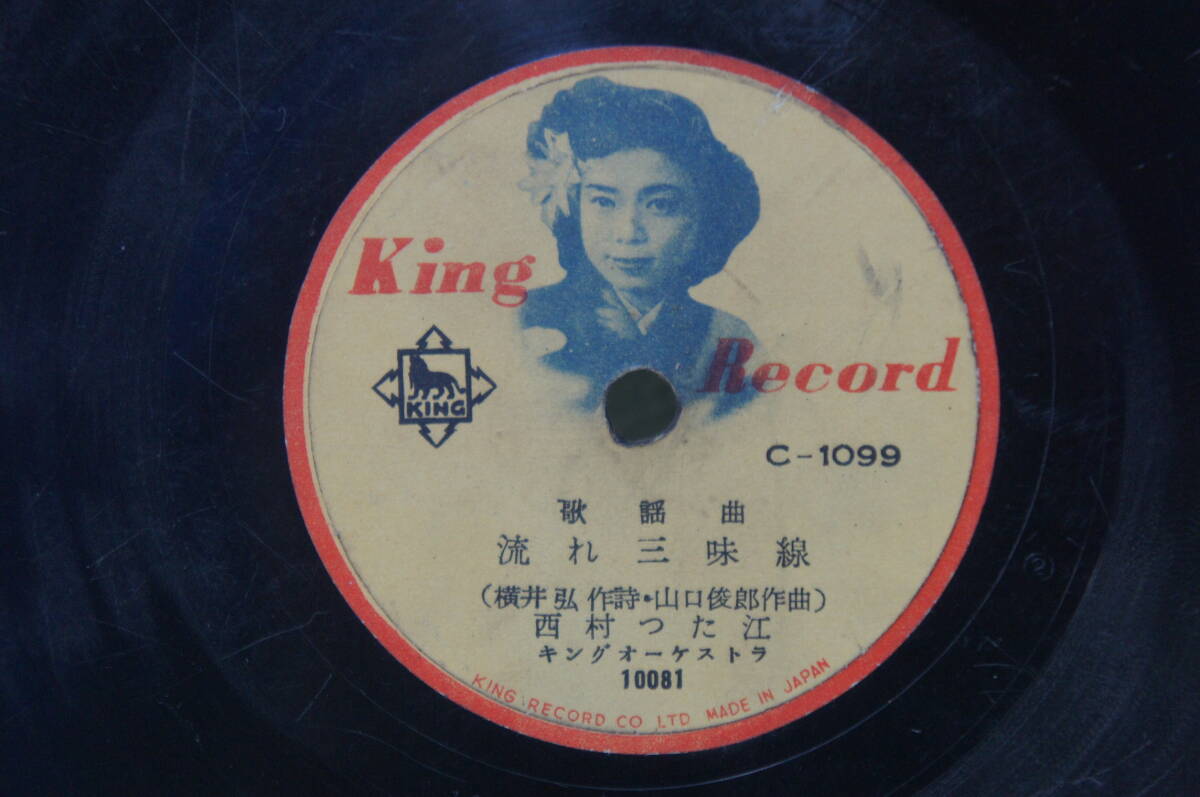 King
Record
KING
C-1099
歌謡曲
流れ三味線
(横井弘作詩・山口俊郎作曲)
西村つた江
キングオーケストラ
10081
KING RECORD CO LTD MADE IN JAPAN